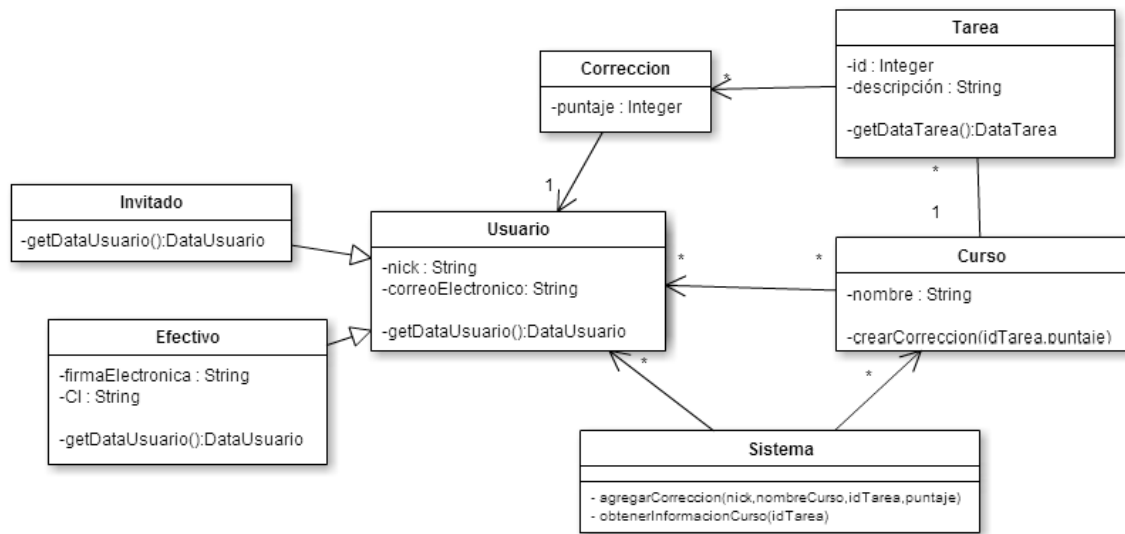 Tarea
-id : Integer
-descripción : String
-getDataTarea():DataTarea
Correccion
-puntaje : Integer
*
*
1
1
Invitado
-getDataUsuario():DataUsuario
Usuario
-nick : String
-correoElectronico: String
-getDataUsuario():DataUsuario
*
*
Curso
-nombre : String
-crearCorreccion(idTarea,puntaje)
Efectivo
-firmaElectronica : String
-CI : String
-getDataUsuario():DataUsuario
*
*
Sistema
- agregarCorreccion(nick,nombreCurso,idTarea,puntaje)
- obtenerInformacionCurso(idTarea)